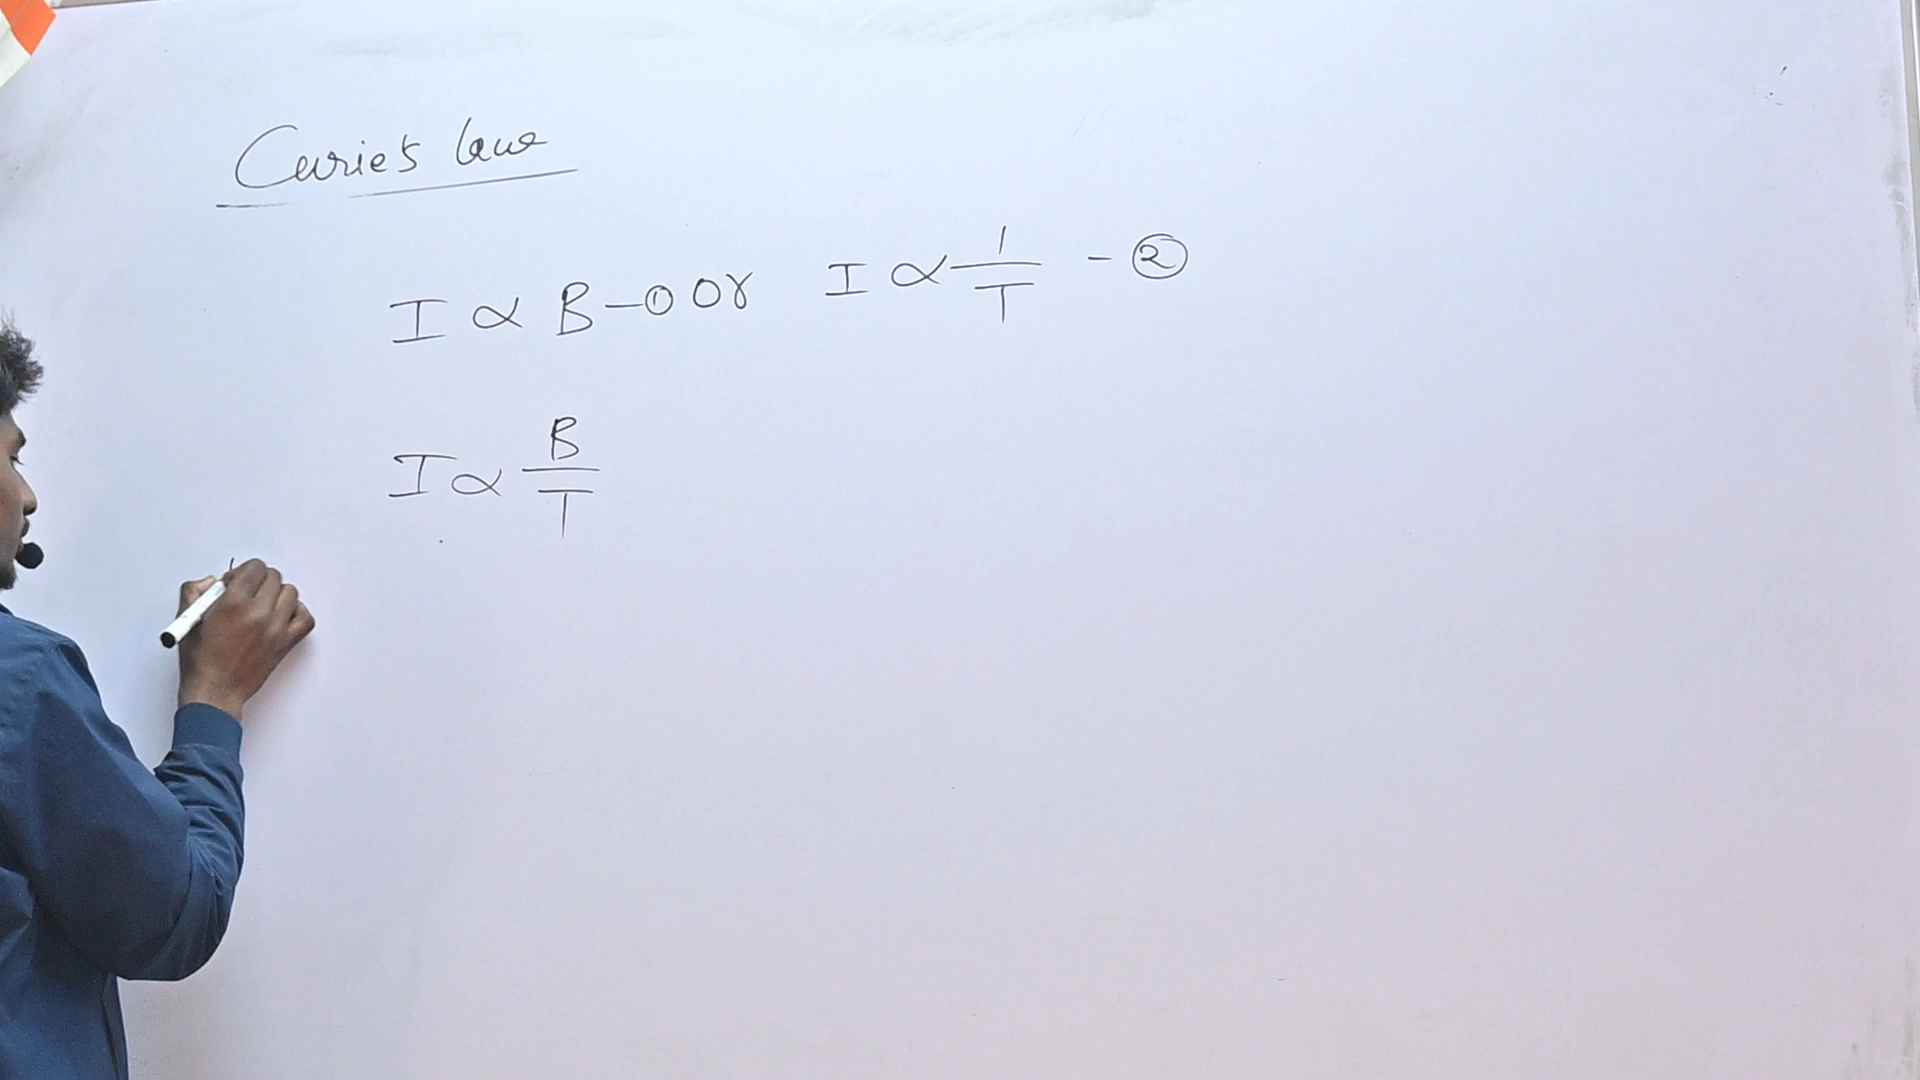 Curie's law
I ∝ B —① or I ∝ 1/T - ②
I ∝ B/T